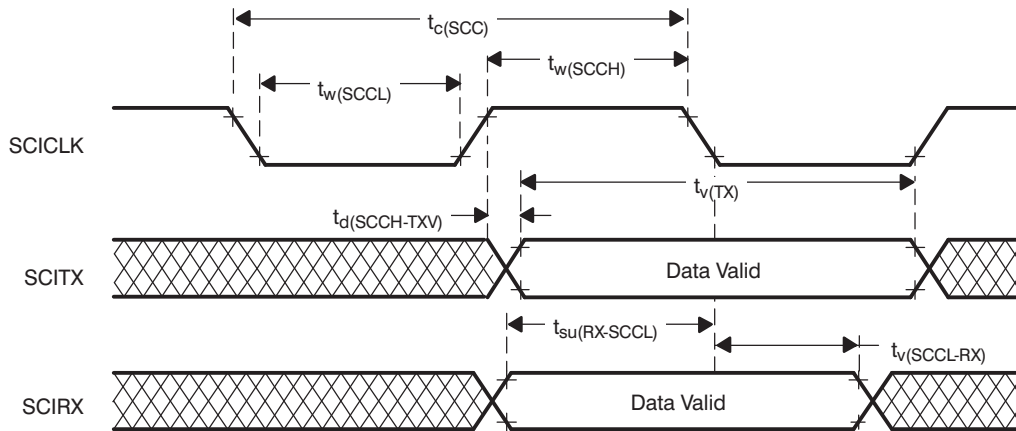 tc(SCC)
tw(SCCH)
tw(SCCL)
SCICLK
tv(TX)
td(SCCH-TXV)
SCITX
Data Valid
tsu(RX-SCCL)
tv(SCCL-RX)
SCIRX
Data Valid